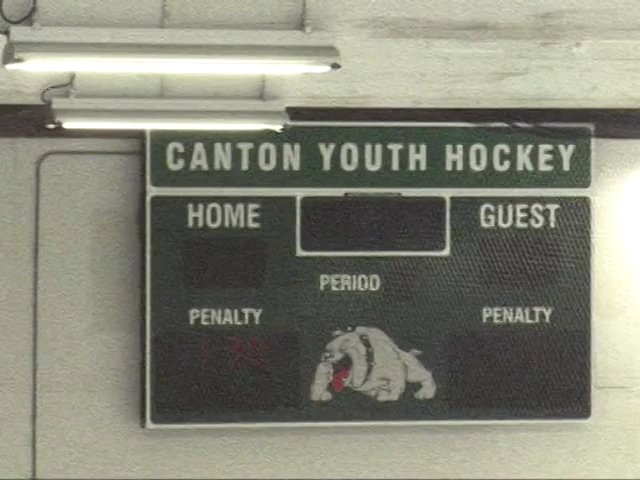 CANTON YOUTH HOCKEY
HOME GUEST
PERIOD
PENALTY PENALTY